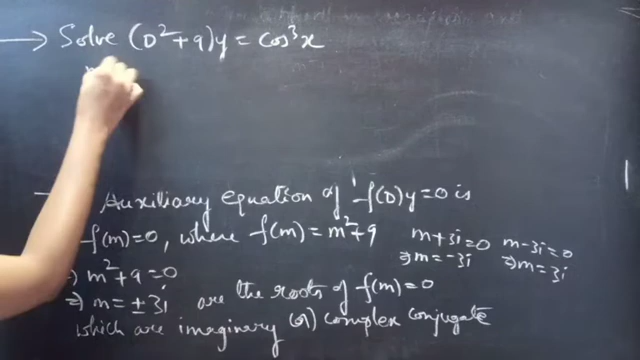 → Solve (D²+9)y = cos³x
Auxiliary equation of f(D)y=0 is
f(m)=0, where f(m)=m²+9
m+3i=0 m-3i=0
⇒ m=-3i ⇒ m=3i
⇒ m²+9=0
⇒ m=±3i are the roots of f(m)=0
which are imaginary (or) complex conjugate